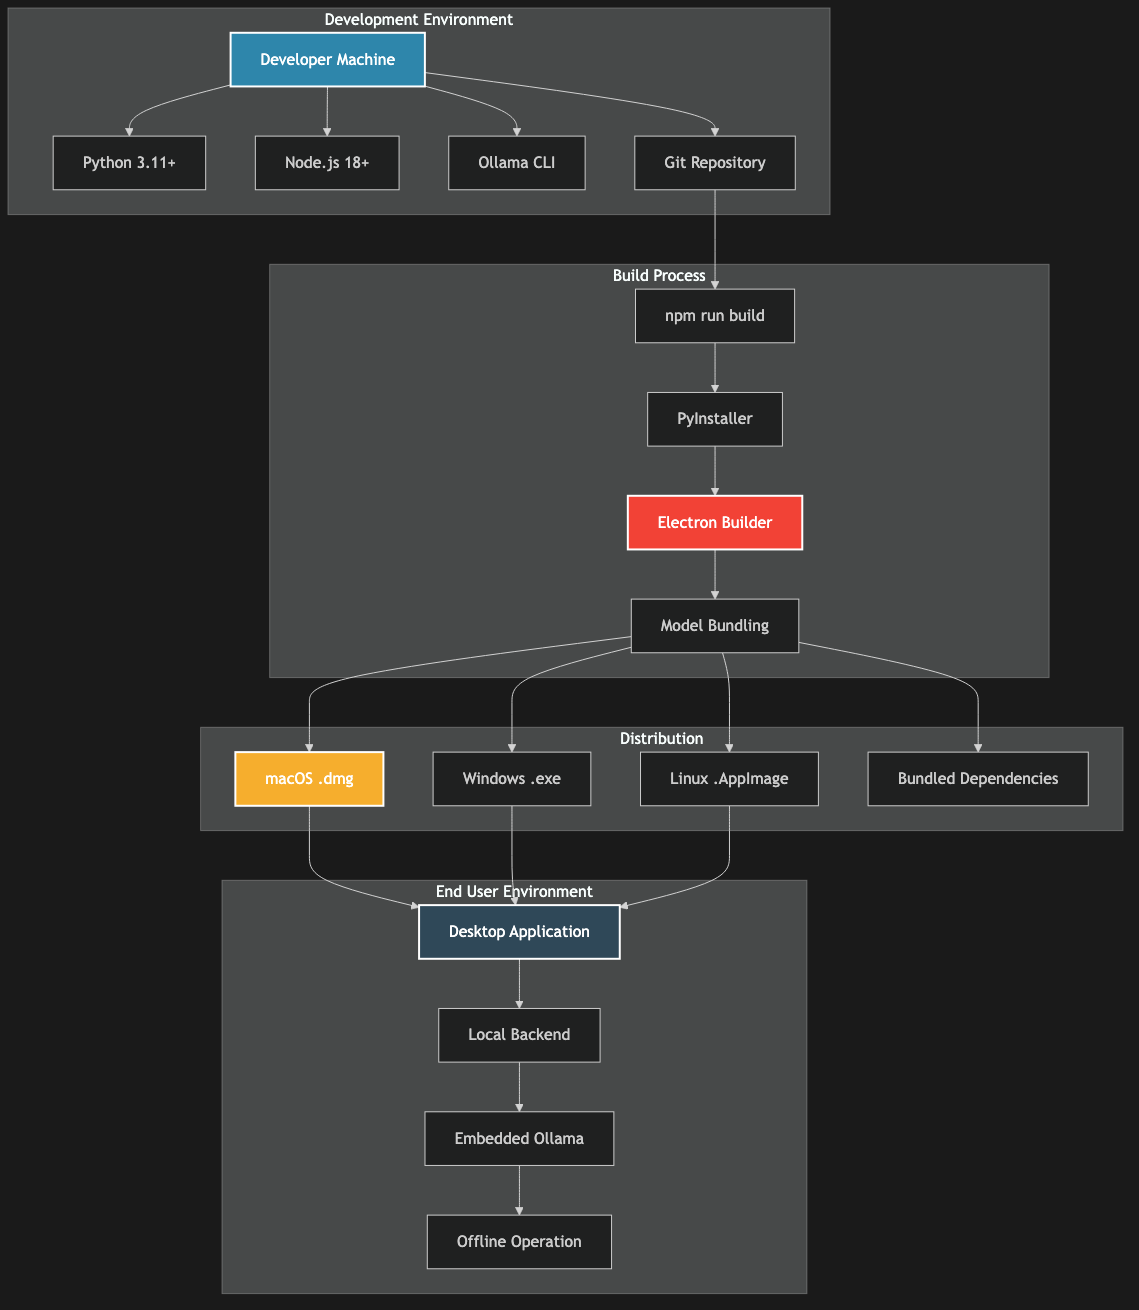 Development Environment
Developer Machine
Python 3.11+
Node.js 18+
Ollama CLI
Git Repository
Build Process
npm run build
PyInstaller
Electron Builder
Model Bundling
Distribution
macOS .dmg
Windows .exe
Linux .AppImage
Bundled Dependencies
End User Environment
Desktop Application
Local Backend
Embedded Ollama
Offline Operation